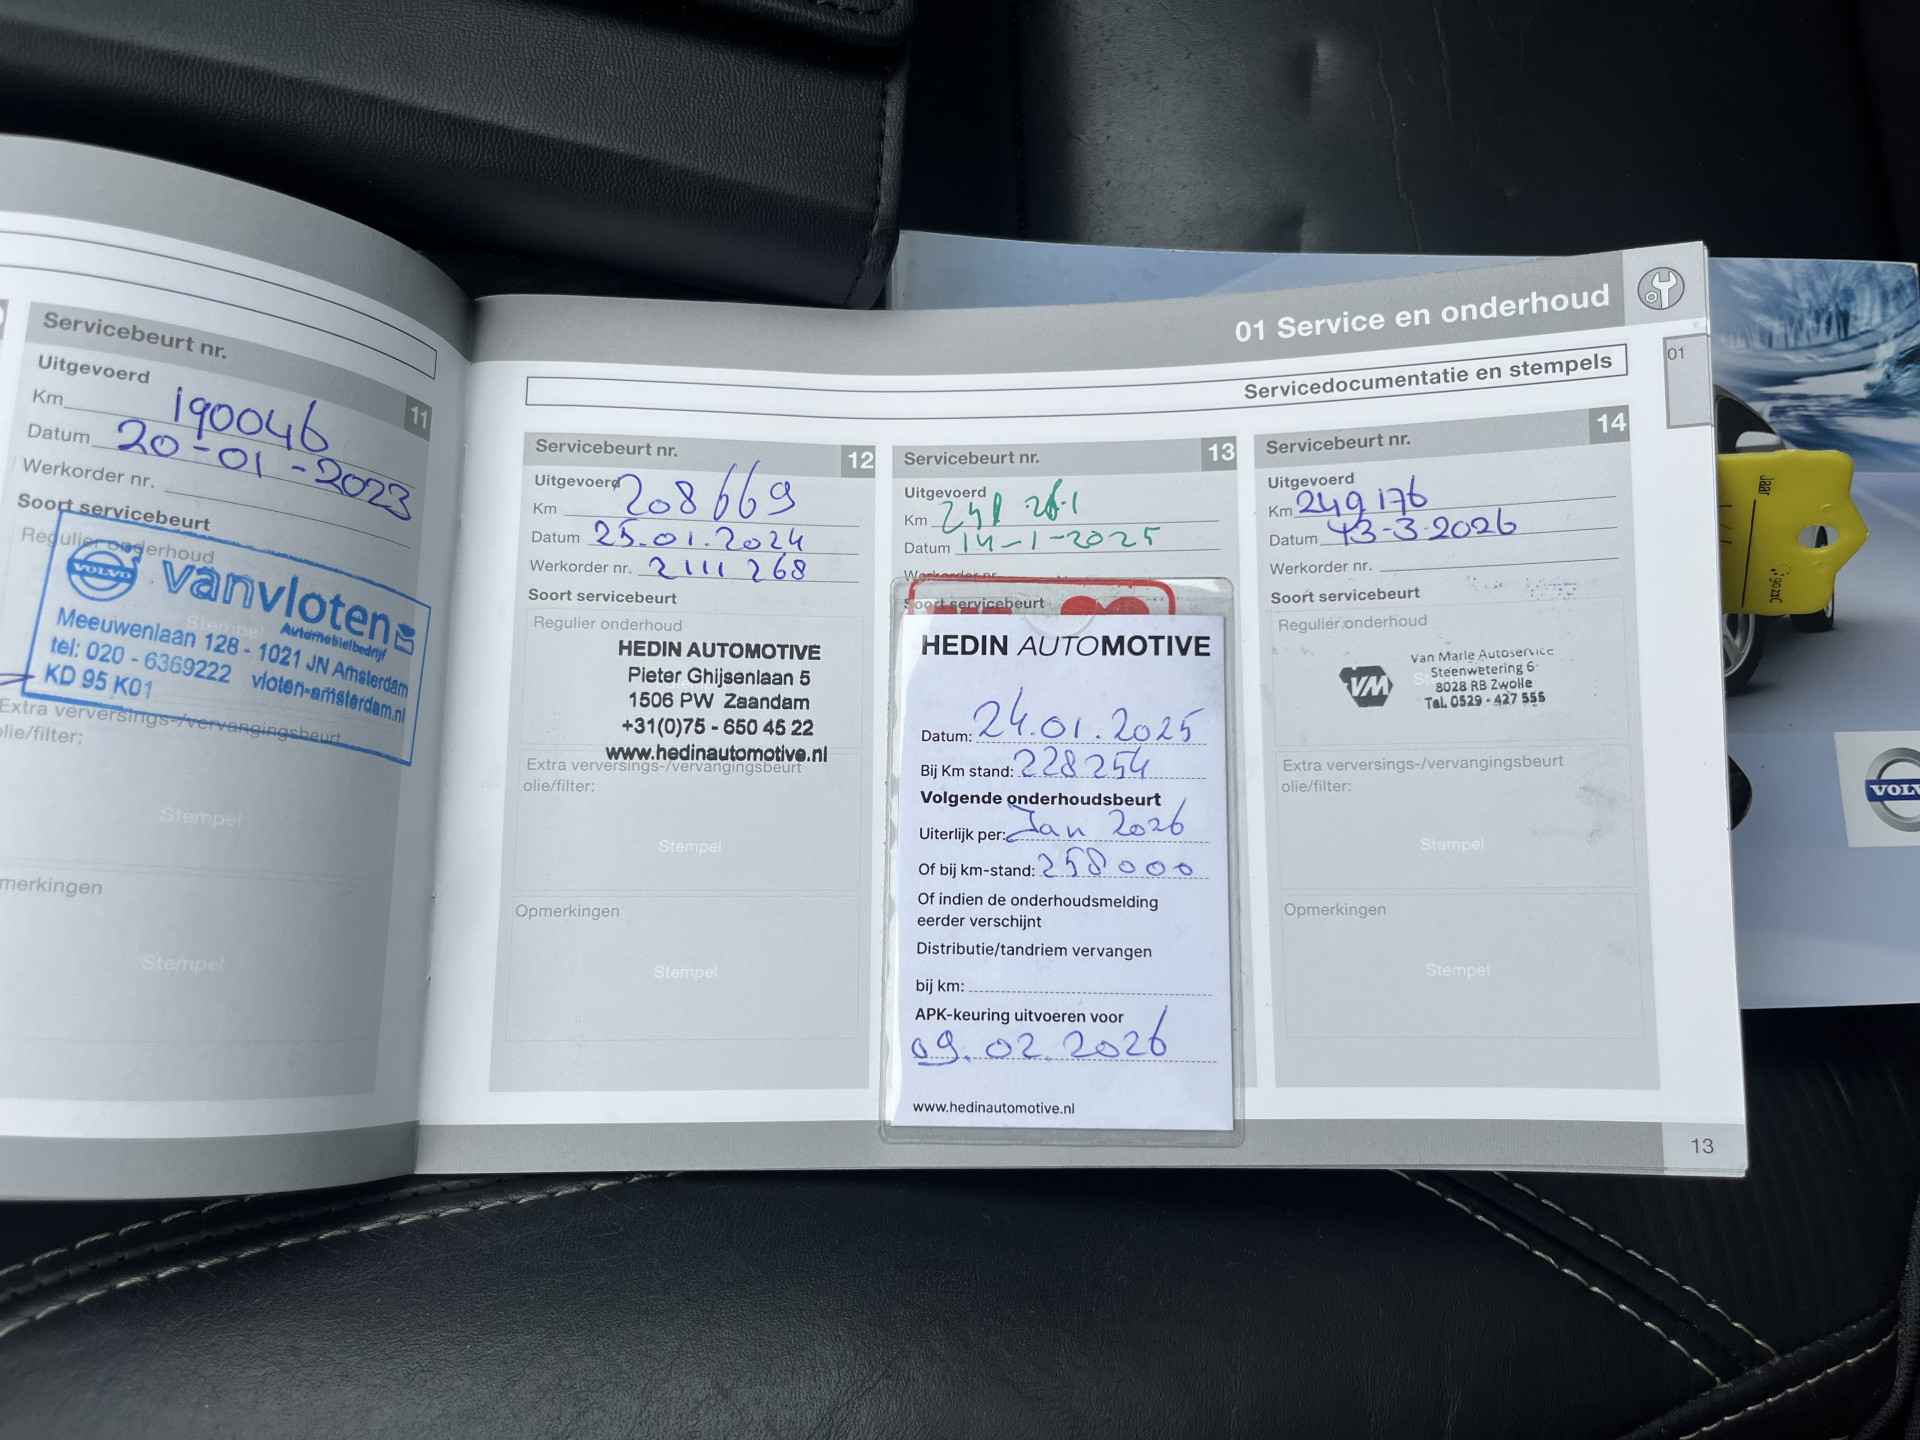 01 Service en onderhoud
01
Servicedocumentatie en stempels
Servicebeurt nr.
11
Uitgevoerd
Km 190046
Datum 20-01-2023
Werkorder nr.
Soort servicebeurt
Regulier onderhoud
VOLVO
vanvloten
Automobielbedrijf
Stempel
Meeuwenlaan 128 - 1021 JN Amsterdam
tel: 020 - 6369222 vloten-amsterdam.nl
KD 95 K01
Extra verversings-/vervangingsbeurt
olie/filter:
Stempel
merkingen
Stempel
Servicebeurt nr.
12
Uitgevoerd
Km 208669
Datum 25.01.2024
Werkorder nr. 2111268
Soort servicebeurt
Regulier onderhoud
HEDIN AUTOMOTIVE
Pieter Ghijsenlaan 5
1506 PW Zaandam
+31(0)75 - 650 45 22
www.hedinautomotive.nl
Extra verversings-/vervangingsbeurt
olie/filter:
Stempel
Opmerkingen
Stempel
Servicebeurt nr.
13
Uitgevoerd
Km
Datum 14-1-2025
Werkorder nr.
Soort servicebeurt
HEDIN AUTOMOTIVE
Datum: 24.01.2025
Bij Km stand: 228254
Volgende onderhoudsbeurt
Uiterlijk per: Jan 2026
Of bij km-stand: 258000
Of indien de onderhoudsmelding
eerder verschijnt
Distributie/tandriem vervangen
bij km:
APK-keuring uitvoeren voor
09.02.2026
www.hedinautomotive.nl
Servicebeurt nr.
14
Uitgevoerd
Km 249176
Datum 13-3-2026
Werkorder nr.
Soort servicebeurt
Regulier onderhoud
VM
Van Marle Autoservice
Steenwetering 6
8028 RB Zwolle
Tel. 0529 - 427 555
Extra verversings-/vervangingsbeurt
olie/filter:
Stempel
Opmerkingen
Stempel
13
Jaar
VOLV